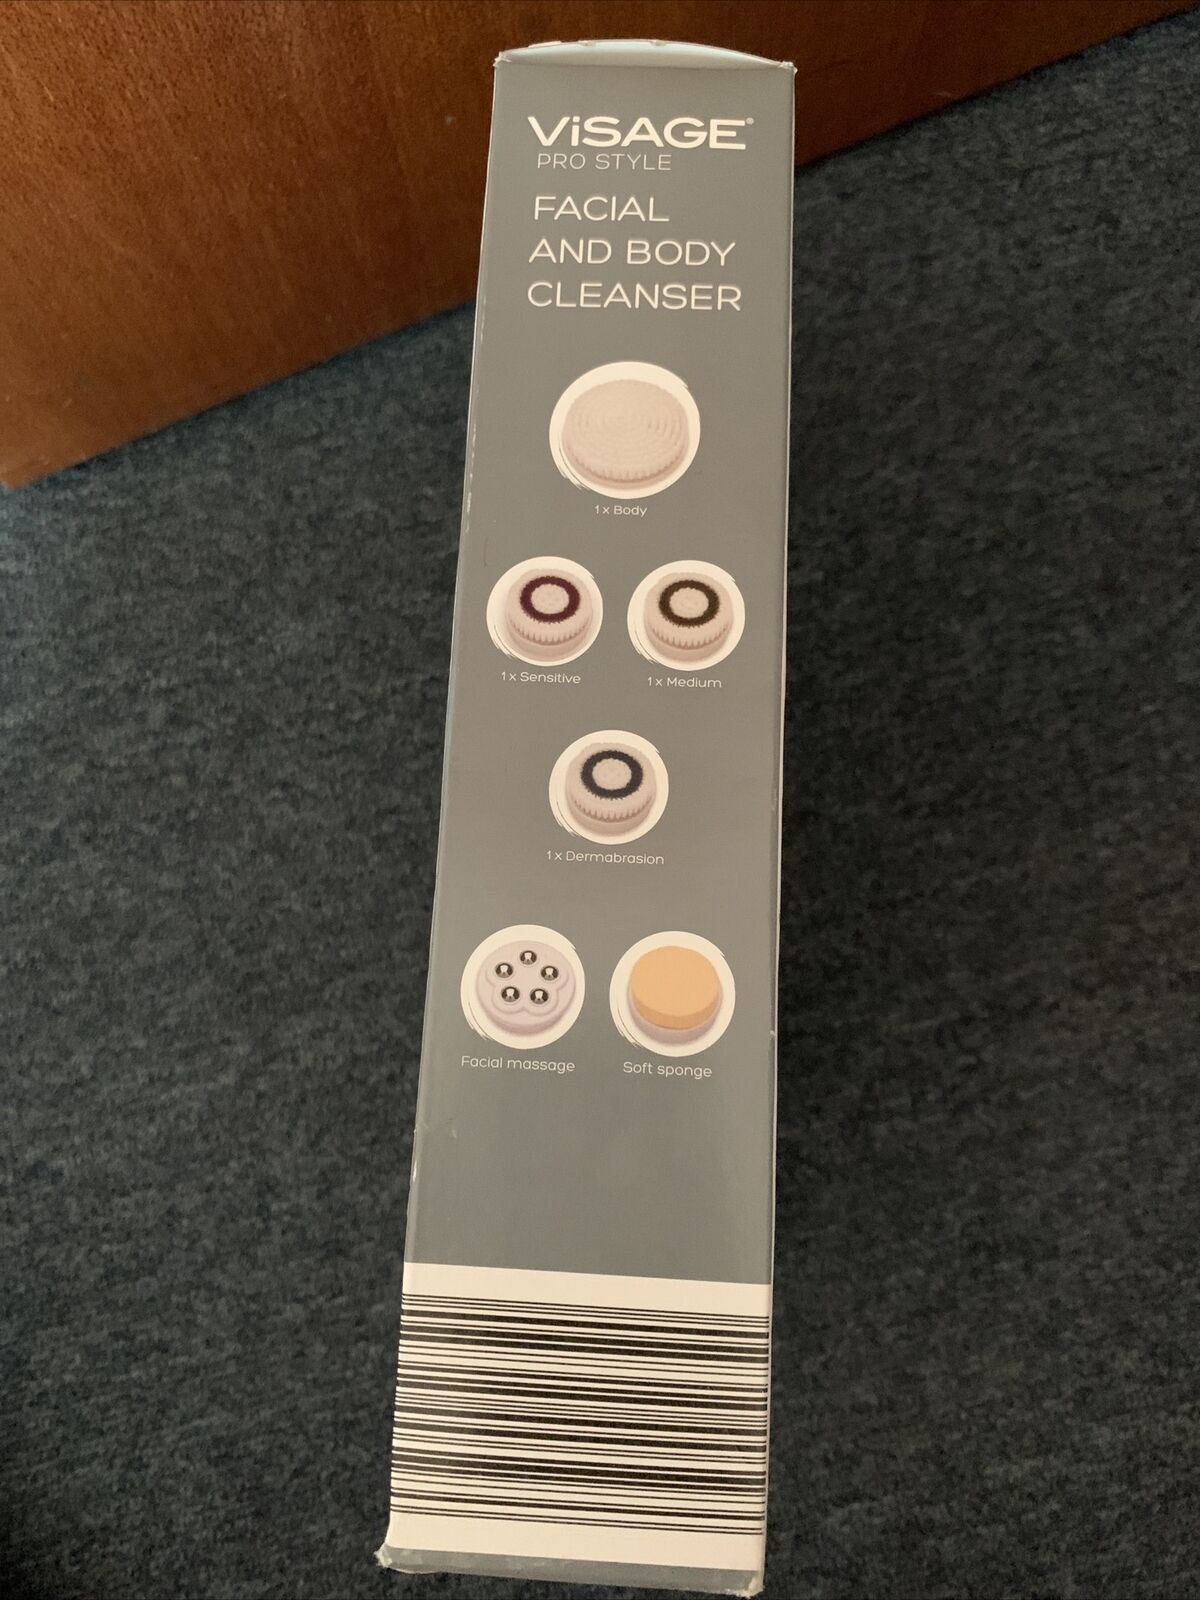 ViSAGE®
PRO STYLE
FACIAL
AND BODY
CLEANSER
1 x Body
1 x Sensitive
1 x Medium
1 x Dermabrasion
Facial massage
Soft sponge